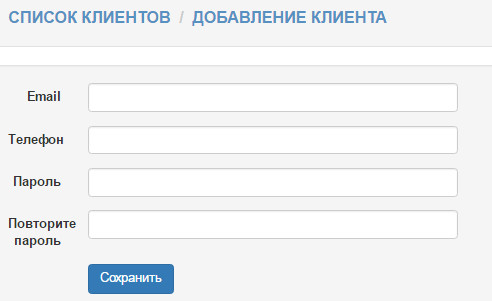 СПИСОК КЛИЕНТОВ / ДОБАВЛЕНИЕ КЛИЕНТА
Email
Телефон
Пароль
Повторите
пароль
Сохранить